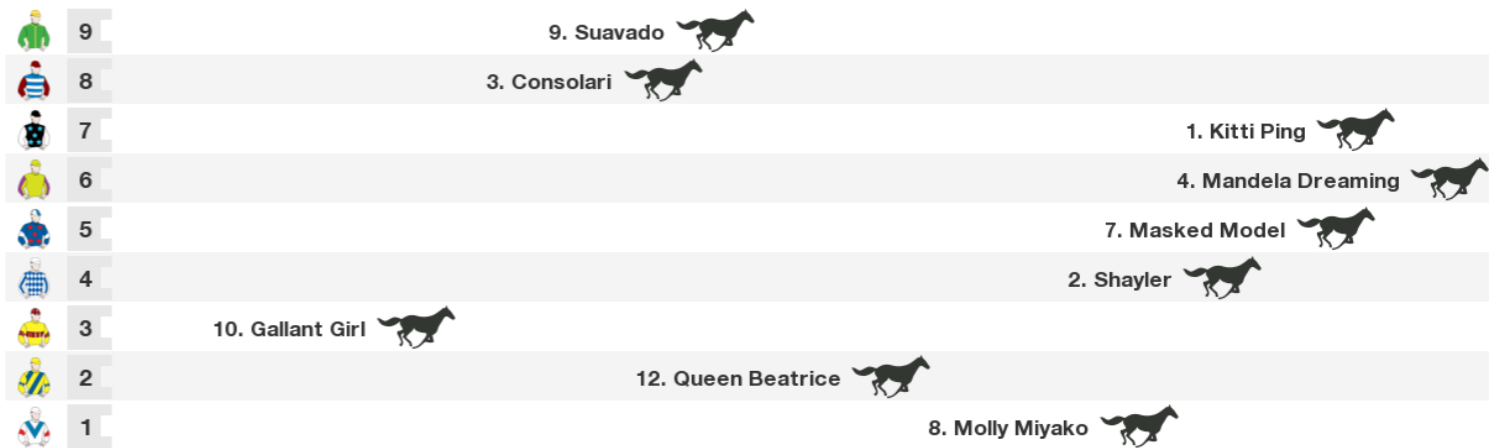 9 9. Suavado
8 3. Consolari
7 1. Kitti Ping
6 4. Mandela Dreaming
5 7. Masked Model
4 2. Shayler
3 10. Gallant Girl
2 12. Queen Beatrice
1 8. Molly Miyako